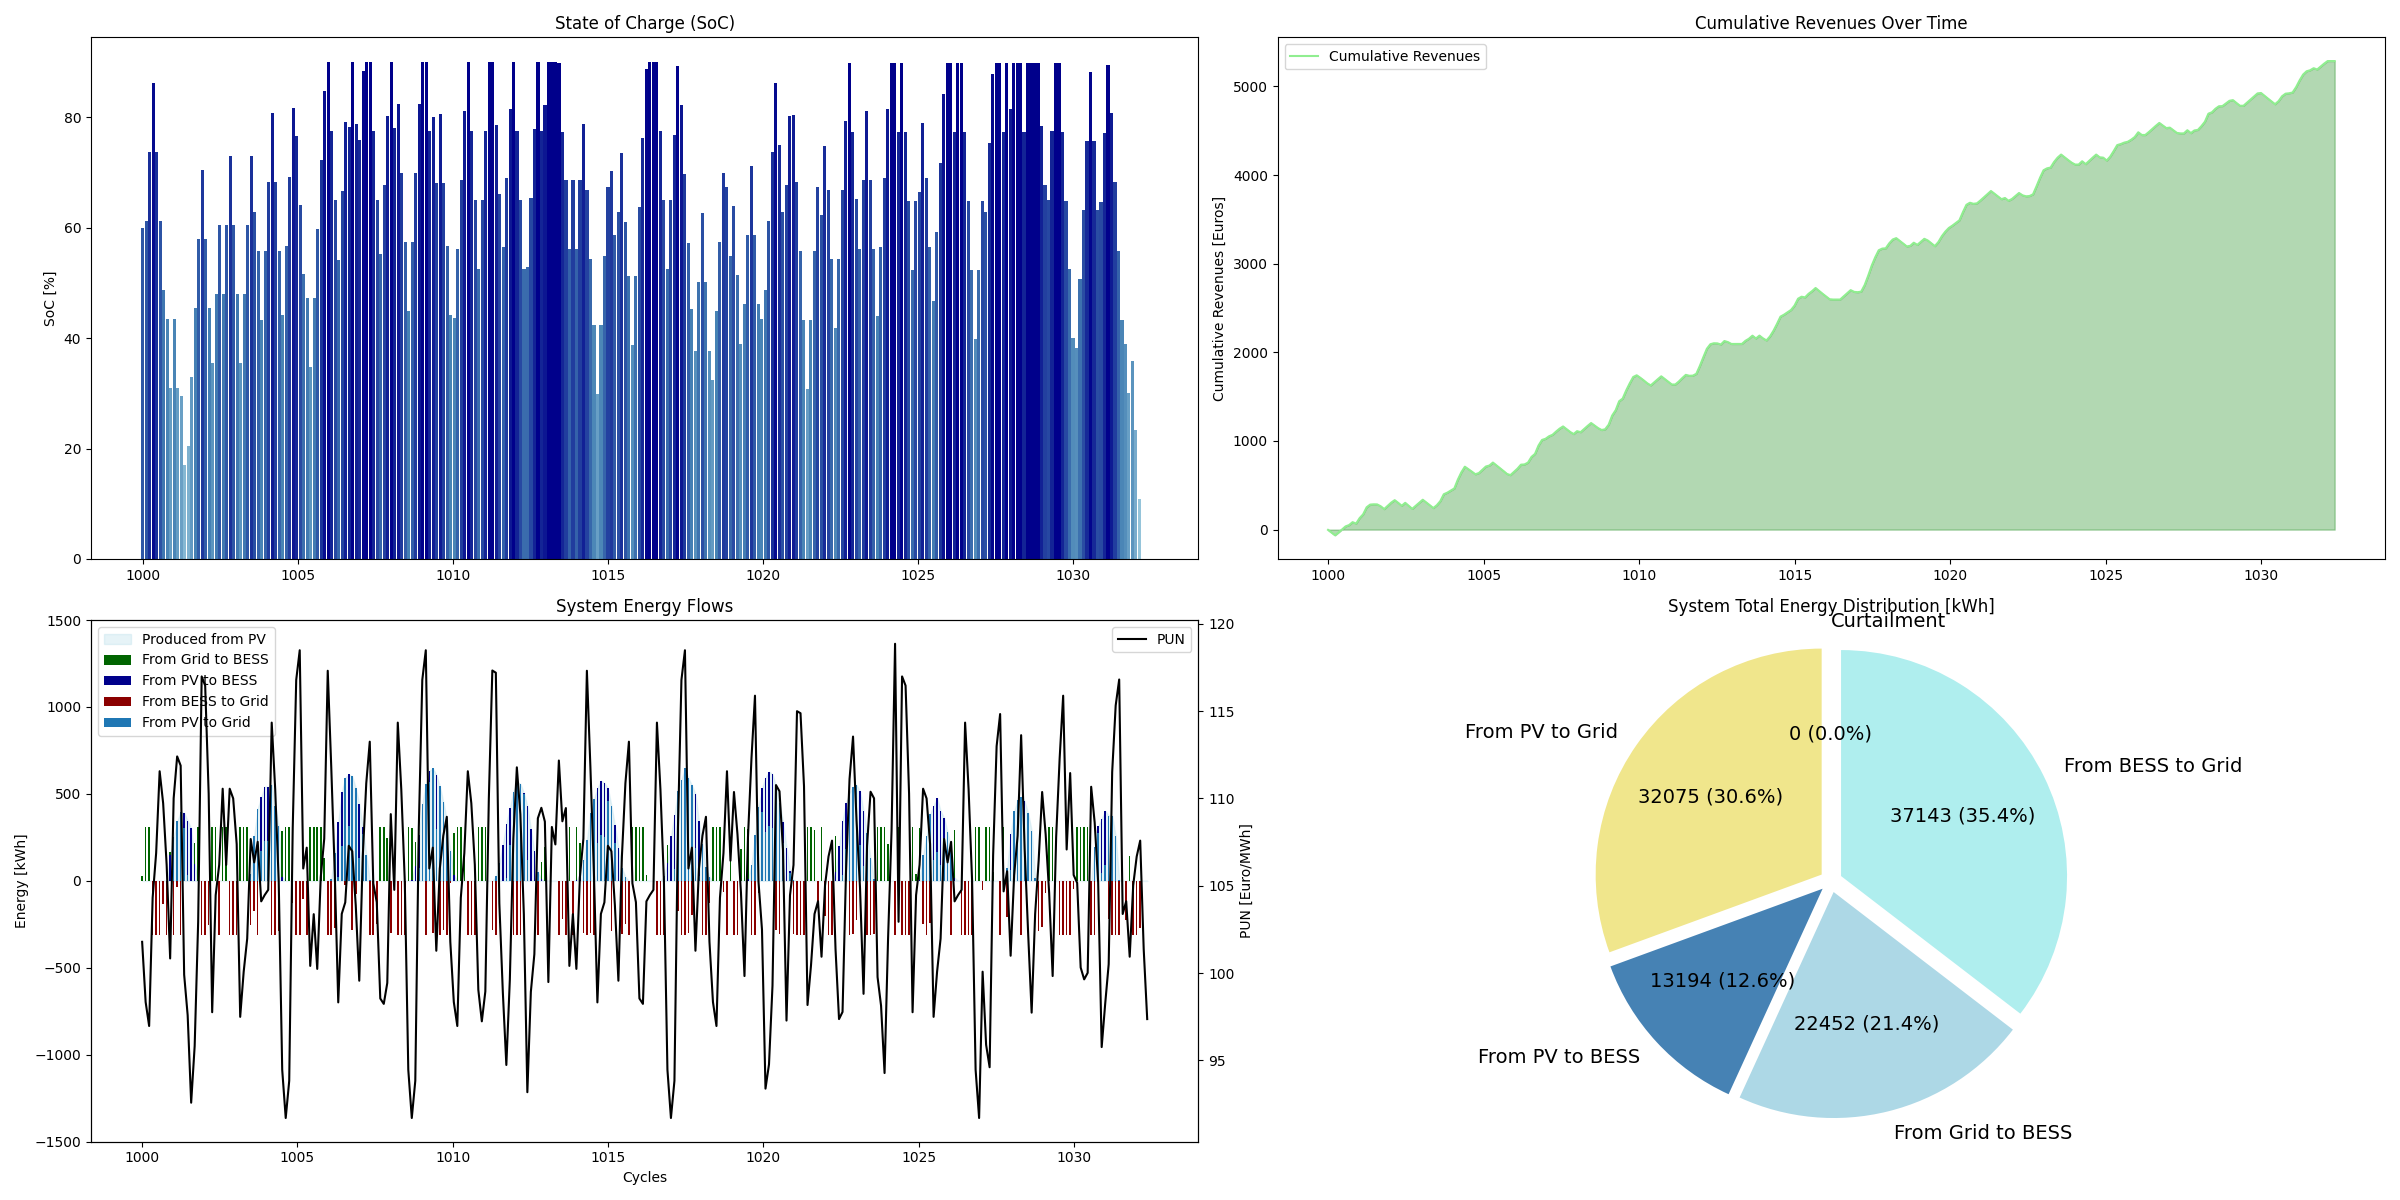 State of Charge (SoC)
SoC [%]
80
60
40
20
0
1000 1005 1010 1015 1020 1025 1030
Cumulative Revenues Over Time
Cumulative Revenues
Cumulative Revenues [Euros]
5000
4000
3000
2000
1000
0
1000 1005 1010 1015 1020 1025 1030
System Energy Flows
Produced from PV
From Grid to BESS
From PV to BESS
From BESS to Grid
From PV to Grid
PUN
Energy [kWh]
1500
1000
500
0
−500
−1000
−1500
1000 1005 1010 1015 1020 1025 1030
Cycles
120
115
110
105
100
95
PUN [Euro/MWh]
System Total Energy Distribution [kWh]
Curtailment
0 (0.0%)
From PV to Grid
32075 (30.6%)
From BESS to Grid
37143 (35.4%)
13194 (12.6%)
From PV to BESS
22452 (21.4%)
From Grid to BESS